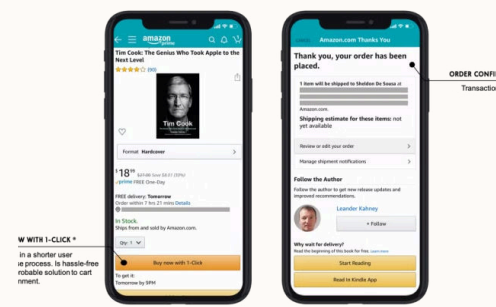 amazon
prime
Tim Cook: The Genius Who Took Apple to the
Next Level
Tim Cook
Format Hardcover
$18
prime FREE One-Day
FREE delivery: Tomorrow
Order within 7 hrs 21 mins Details
In Stock.
Ships from and sold by Amazon.com.
Qty: 1
Buy now with 1-Click
To get it:
Tomorrow by 9PM
W WITH 1-CLICK *
in a shorter user
process. Is hassle-free
robable solution to cart
nment.
Amazon.com Thanks You
Thank you, your order has been
placed.
1 item will be shipped to Sheldon De Sousa
Amazon.com.
Shipping estimate for these items: not
yet available
Review or edit your order
Manage shipment notifications
Follow the Author
Follow the author to get new release updates and
improved recommendations.
Leander Kahney
+ Follow
Why wait for delivery?
Read the beginning of this book for free. Learn more
Start Reading
Read in Kindle App
ORDER CONFI
Transactio